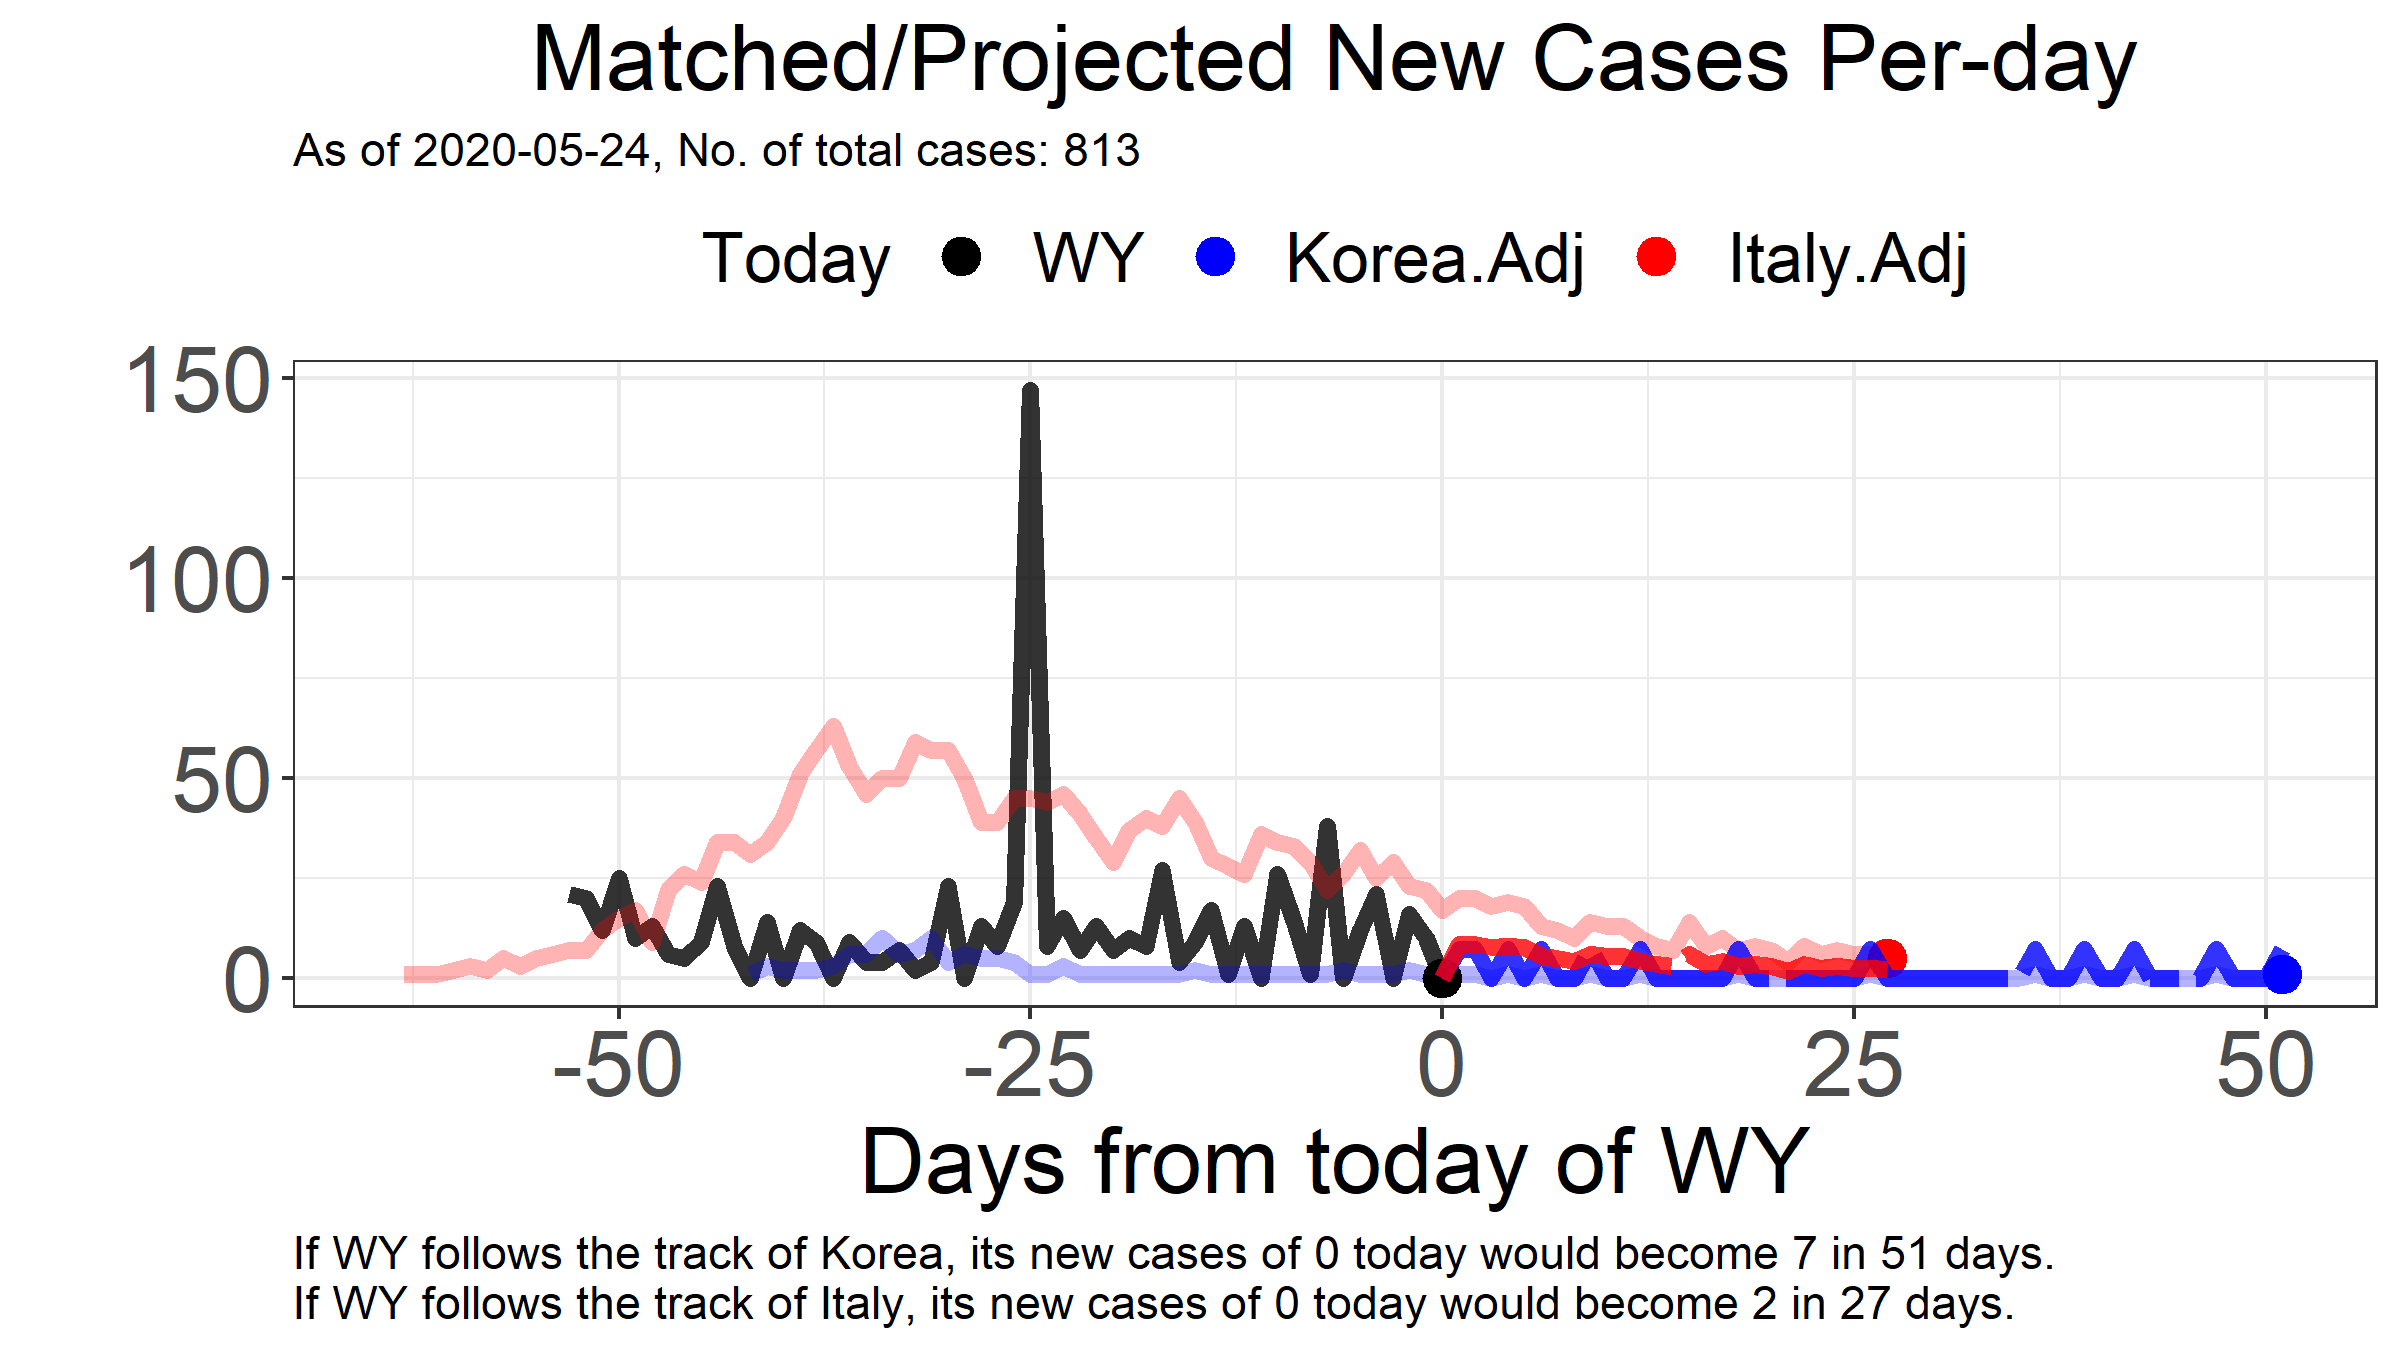 Matched/Projected New Cases Per-day
As of 2020-05-24, No. of total cases: 813
Today WY Korea.Adj Italy.Adj
150
100
50
0
-50 -25 0 25 50
Days from today of WY
If WY follows the track of Korea, its new cases of 0 today would become 7 in 51 days.
If WY follows the track of Italy, its new cases of 0 today would become 2 in 27 days.